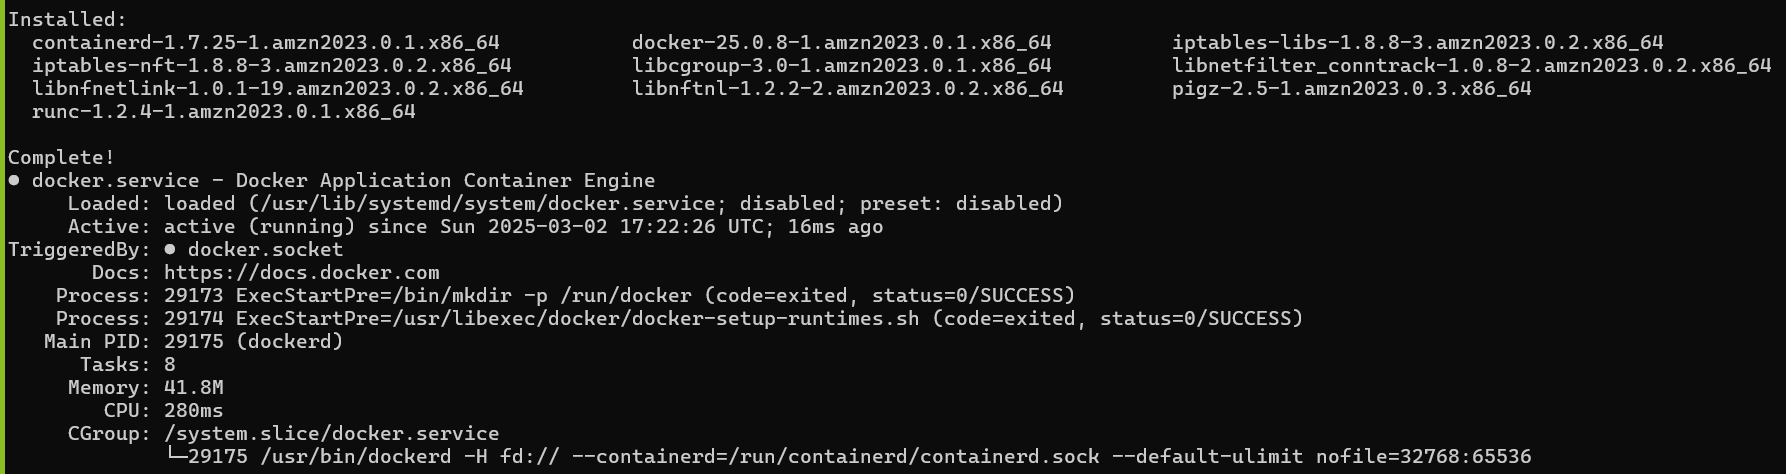 Installed:
containerd-1.7.25-1.amzn2023.0.1.x86_64 docker-25.0.8-1.amzn2023.0.1.x86_64 iptables-libs-1.8.8-3.amzn2023.0.2.x86_64
iptables-nft-1.8.8-3.amzn2023.0.2.x86_64 libcgroup-3.0-1.amzn2023.0.1.x86_64 libnetfilter_conntrack-1.0.8-2.amzn2023.0.2.x86_64
libnfnetlink-1.0.1-19.amzn2023.0.2.x86_64 libnftnl-1.2.2-2.amzn2023.0.2.x86_64 pigz-2.5-1.amzn2023.0.3.x86_64
runc-1.2.4-1.amzn2023.0.1.x86_64
Complete!
● docker.service - Docker Application Container Engine
Loaded: loaded (/usr/lib/systemd/system/docker.service; disabled; preset: disabled)
Active: active (running) since Sun 2025-03-02 17:22:26 UTC; 16ms ago
TriggeredBy: ● docker.socket
Docs: https://docs.docker.com
Process: 29173 ExecStartPre=/bin/mkdir -p /run/docker (code=exited, status=0/SUCCESS)
Process: 29174 ExecStartPre=/usr/libexec/docker/docker-setup-runtimes.sh (code=exited, status=0/SUCCESS)
Main PID: 29175 (dockerd)
Tasks: 8
Memory: 41.8M
CPU: 280ms
CGroup: /system.slice/docker.service
└─29175 /usr/bin/dockerd -H fd:// --containerd=/run/containerd/containerd.sock --default-ulimit nofile=32768:65536